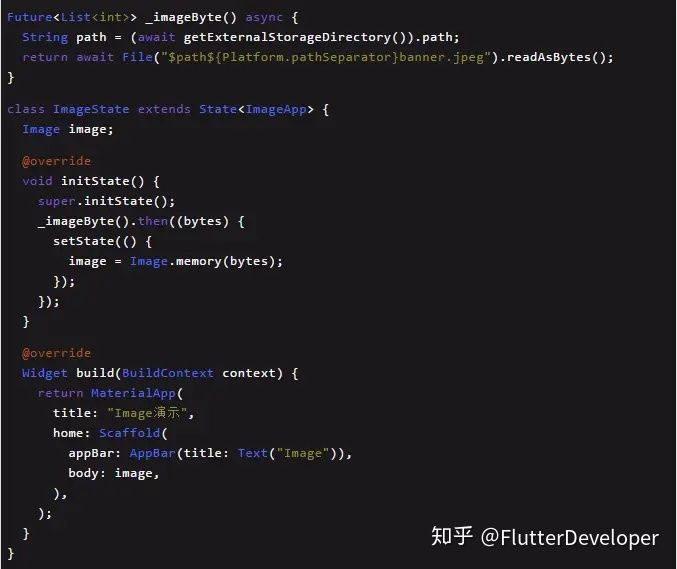 Future<List<int>> _imageByte() async {
  String path = (await getExternalStorageDirectory()).path;
  return await File("$path${Platform.pathSeparator}banner.jpeg").readAsBytes();
}
class ImageState extends State<ImageApp> {
  Image image;
  @override
  void initState() {
    super.initState();
    _imageByte().then((bytes) {
      setState(() {
        image = Image.memory(bytes);
      });
    });
  }
  @override
  Widget build(BuildContext context) {
    return MaterialApp(
      title: "Image演示",
      home: Scaffold(
        appBar: AppBar(title: Text("Image")),
        body: image,
      ),
    );
  }
}
知乎 @FlutterDeveloper